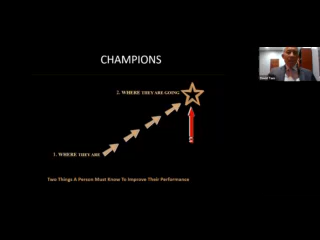 CHAMPIONS
2. WHERE THEY ARE GOING
1. WHERE THEY ARE
Two Things A Person Must Know To Improve Their Performance